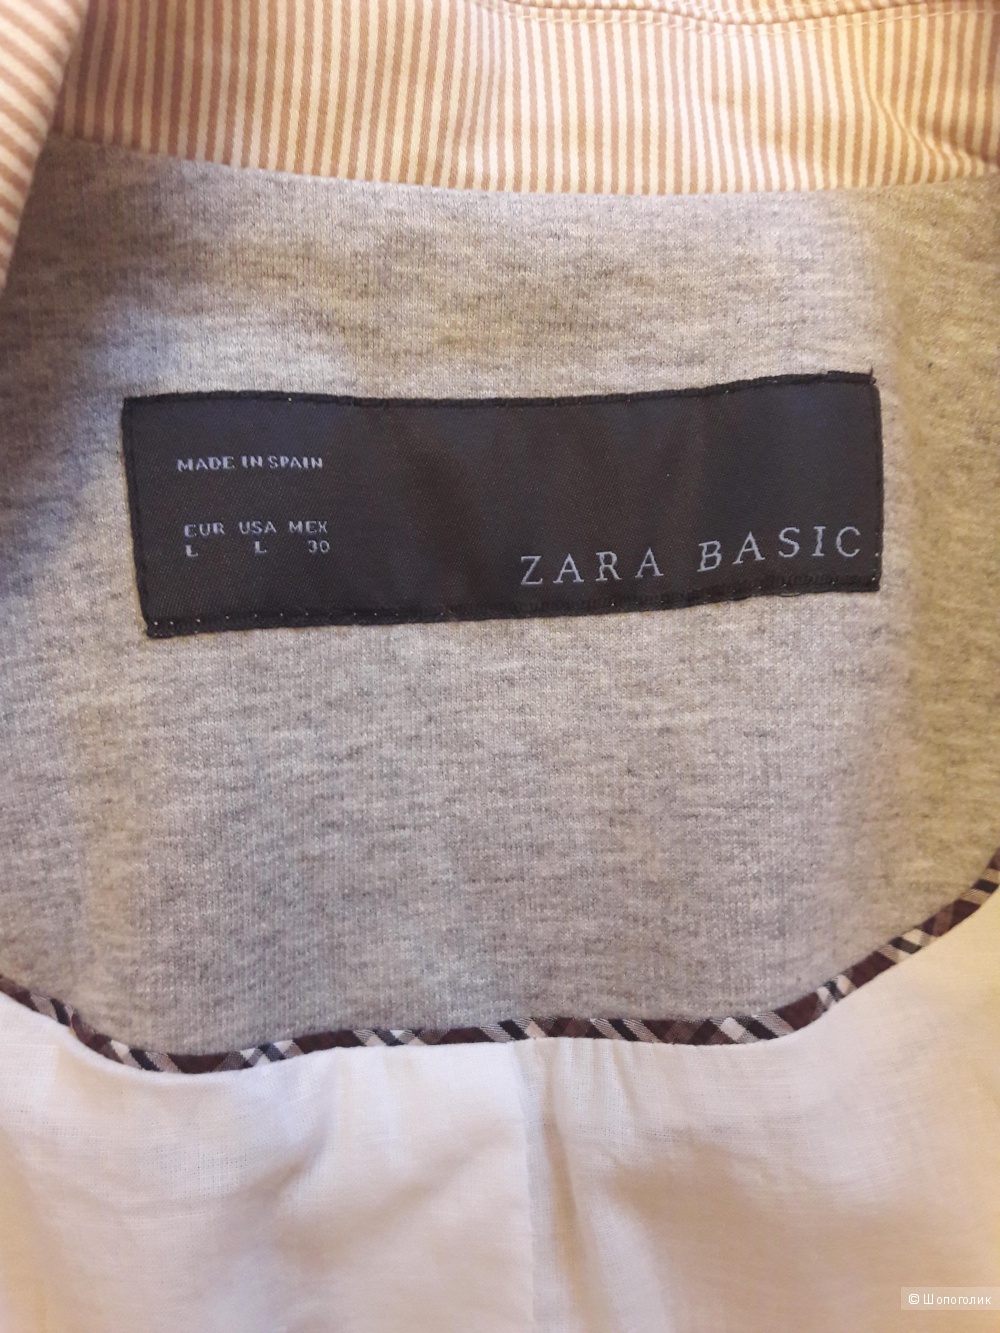 MADE IN SPAIN
EUR USA MEX
L L 30
ZARA BASIC
© Шопоголик